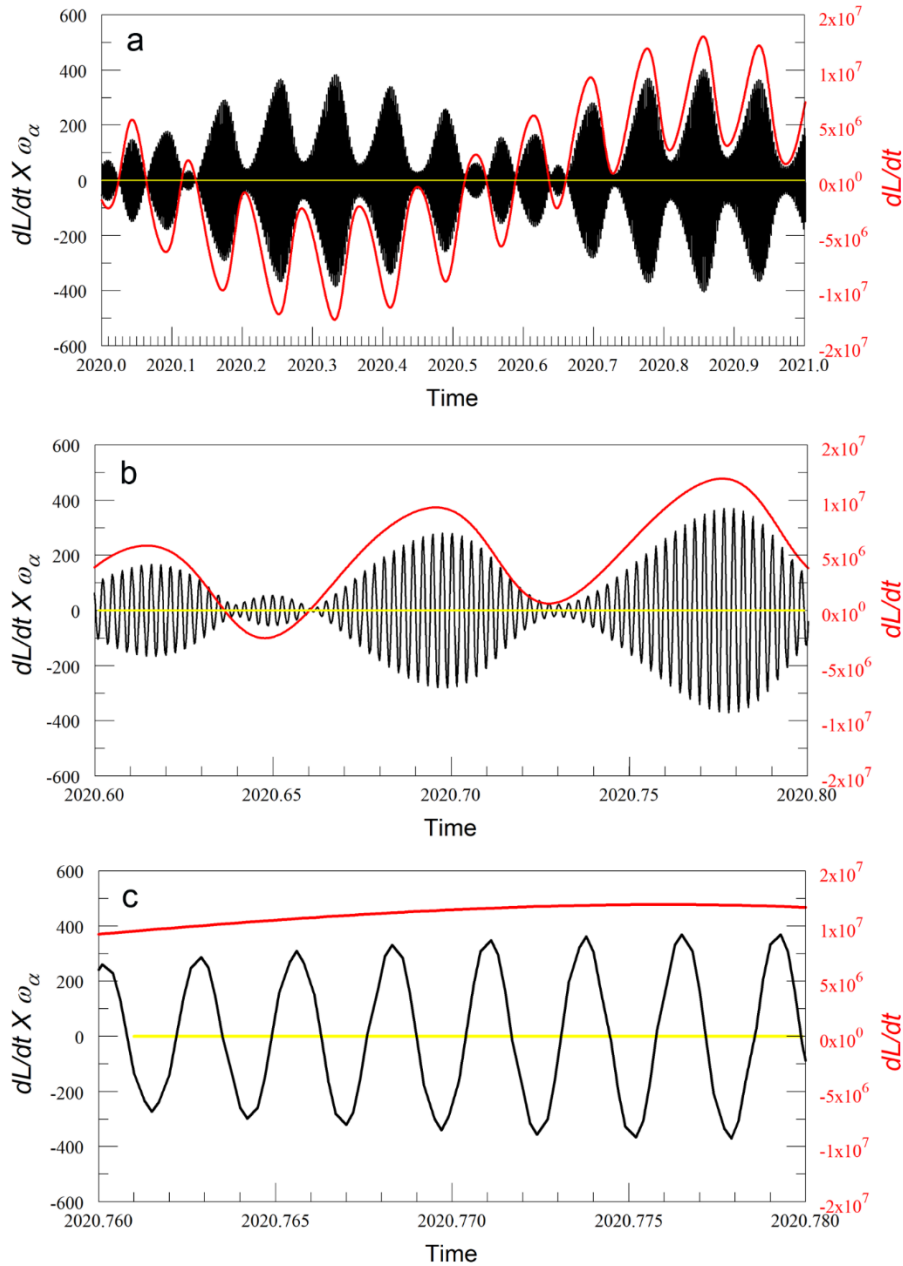 a
600
400
200
0
-200
-400
-600
dL/dt X ωα
2x10⁷
1x10⁷
5x10⁶
0x10⁰
-5x10⁶
-1x10⁷
-2x10⁷
dL/dt
2020.0 2020.1 2020.2 2020.3 2020.4 2020.5 2020.6 2020.7 2020.8 2020.9 2021.0
Time
b
600
400
200
0
-200
-400
-600
dL/dt X ωα
2x10⁷
1x10⁷
5x10⁶
0x10⁰
-5x10⁶
-1x10⁷
-2x10⁷
dL/dt
2020.60 2020.65 2020.70 2020.75 2020.80
Time
c
600
400
200
0
-200
-400
-600
dL/dt X ωα
2x10⁷
1x10⁷
5x10⁶
0x10⁰
-5x10⁶
-1x10⁷
-2x10⁷
dL/dt
2020.760 2020.765 2020.770 2020.775 2020.780
Time